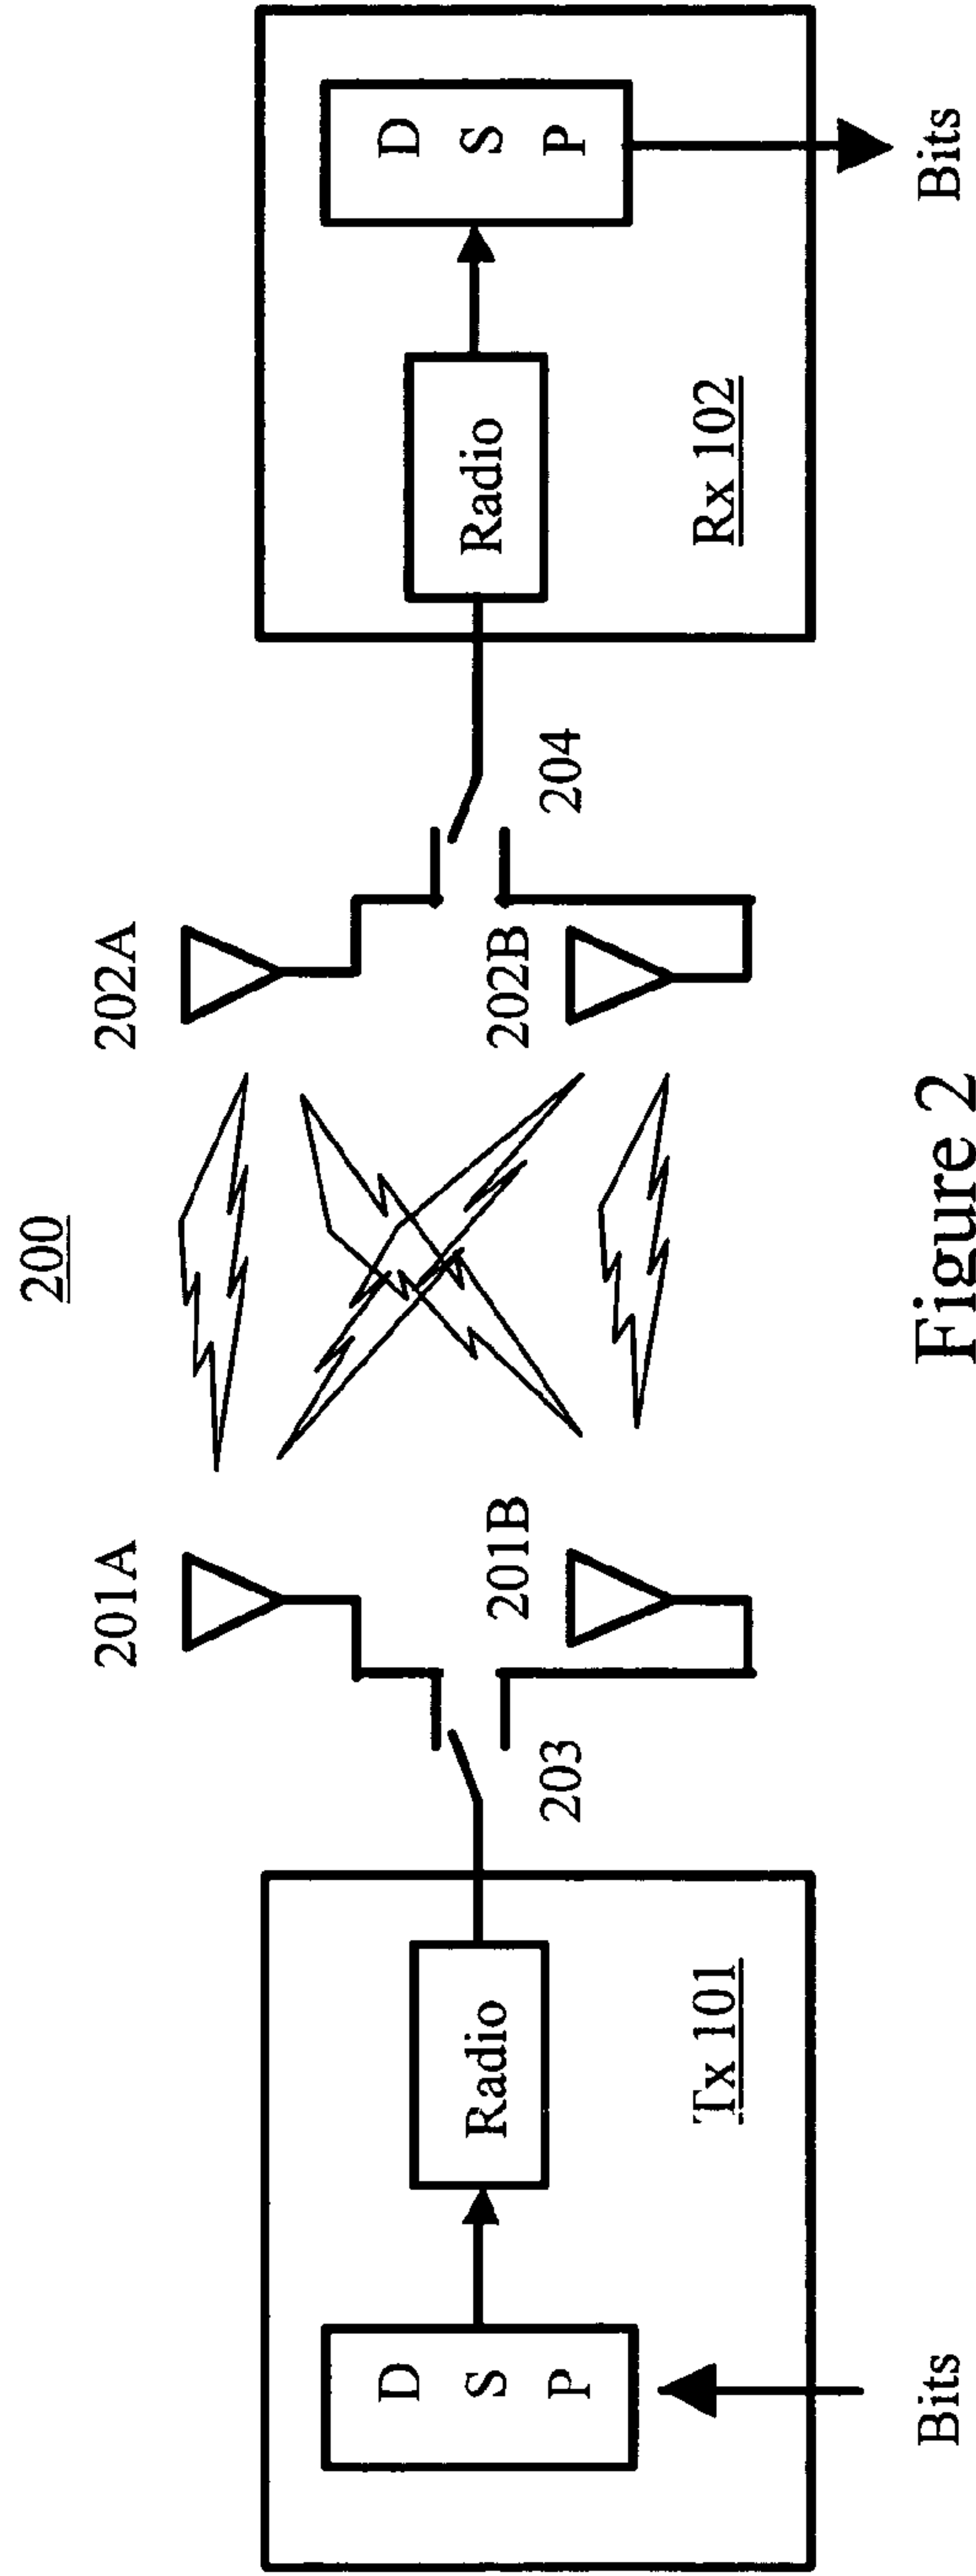 200
201A
202A
D
S
P
Radio
203
201B
202B
204
Radio
D
S
P
Tx 101
Rx 102
Bits
Bits
Figure 2